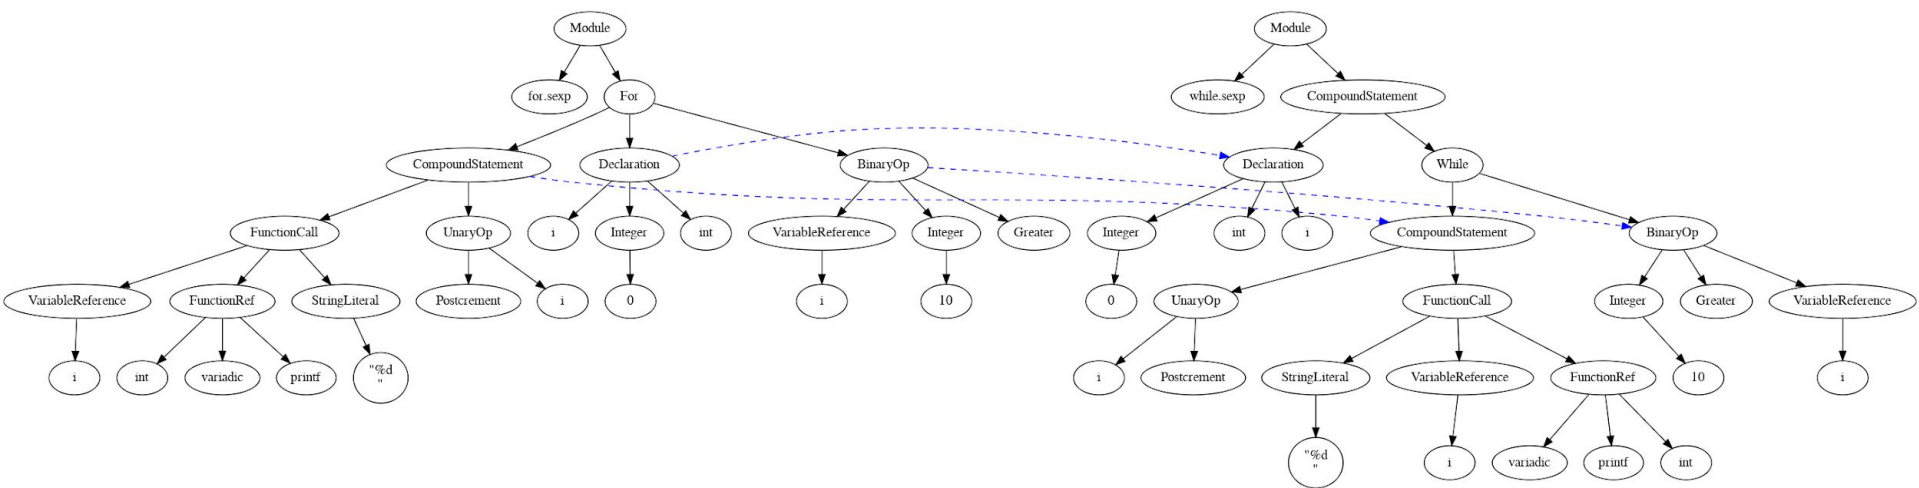 Module
Module
for.sexp
For
while.sexp
CompoundStatement
CompoundStatement
Declaration
BinaryOp
Declaration
While
FunctionCall
UnaryOp
i
Integer
int
VariableReference
Integer
Greater
Integer
int
i
CompoundStatement
BinaryOp
VariableReference
FunctionRef
StringLiteral
Postcrement
i
0
i
10
0
UnaryOp
FunctionCall
Integer
Greater
VariableReference
i
int
variadic
printf
"%d
"
i
Postcrement
StringLiteral
VariableReference
FunctionRef
10
i
"%d
"
i
variadic
printf
int